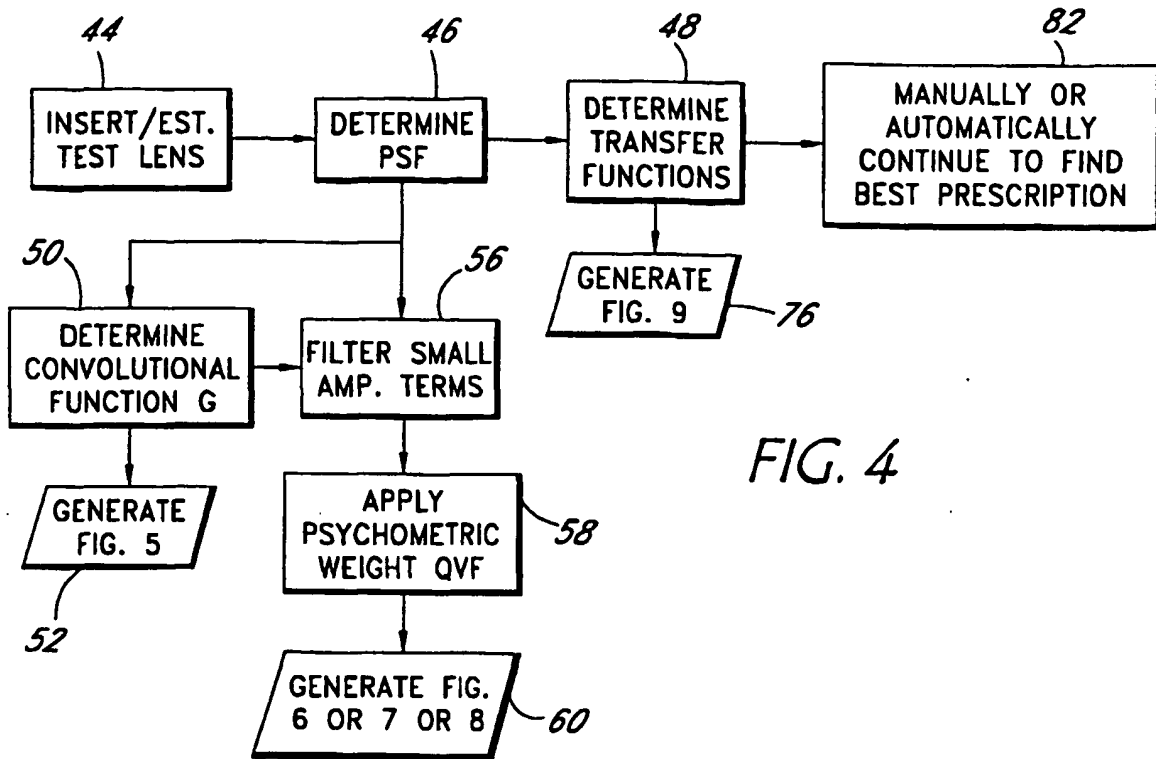 44
46
48
82
INSERT/EST.
TEST LENS
DETERMINE
PSF
DETERMINE
TRANSFER
FUNCTIONS
MANUALLY OR
AUTOMATICALLY
CONTINUE TO FIND
BEST PRESCRIPTION
50
56
DETERMINE
CONVOLUTIONAL
FUNCTION G
FILTER SMALL
AMP. TERMS
GENERATE
FIG. 9
76
GENERATE
FIG. 5
52
APPLY
PSYCHOMETRIC
WEIGHT QVF
58
GENERATE FIG.
6 OR 7 OR 8
60
FIG. 4